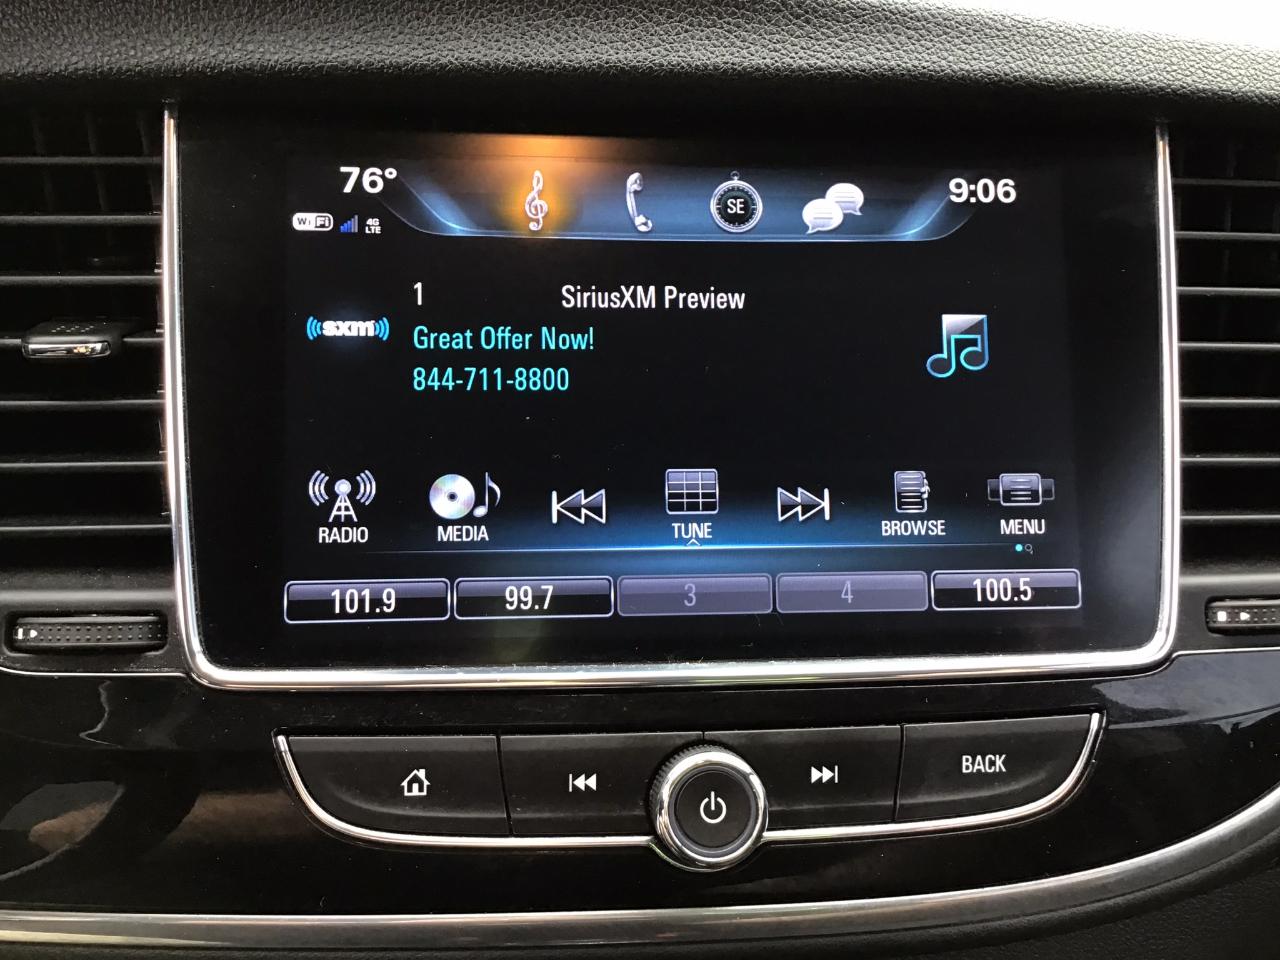 76°
9:06
WiFi 4G LTE
SE
1 SiriusXM Preview
((sxm))
Great Offer Now!
844-711-8800
RADIO MEDIA TUNE BROWSE MENU
101.9 99.7 3 4 100.5
BACK